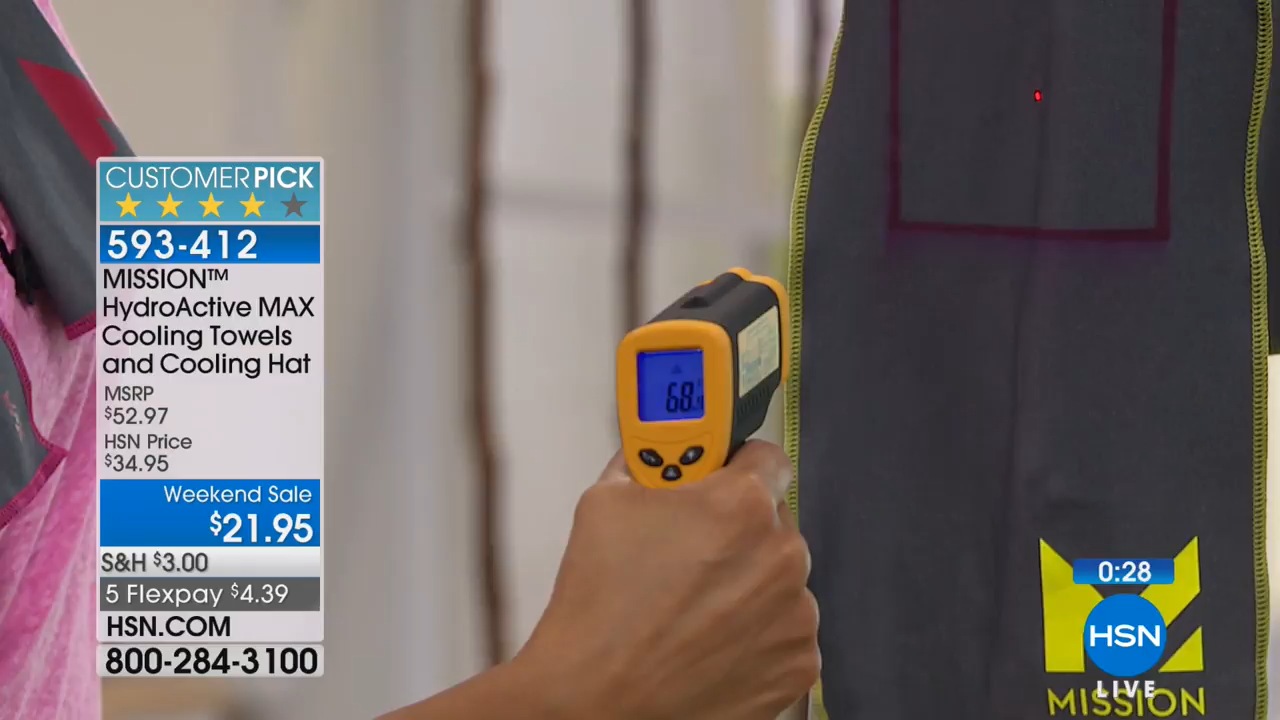 CUSTOMER PICK
593-412
MISSION™
HydroActive MAX
Cooling Towels
and Cooling Hat
MSRP
$52.97
HSN Price
$34.95
Weekend Sale
$21.95
S&H $3.00
5 Flexpay $4.39
HSN.COM
800-284-3100
68
0:28
HSN
LIVE
MISSION